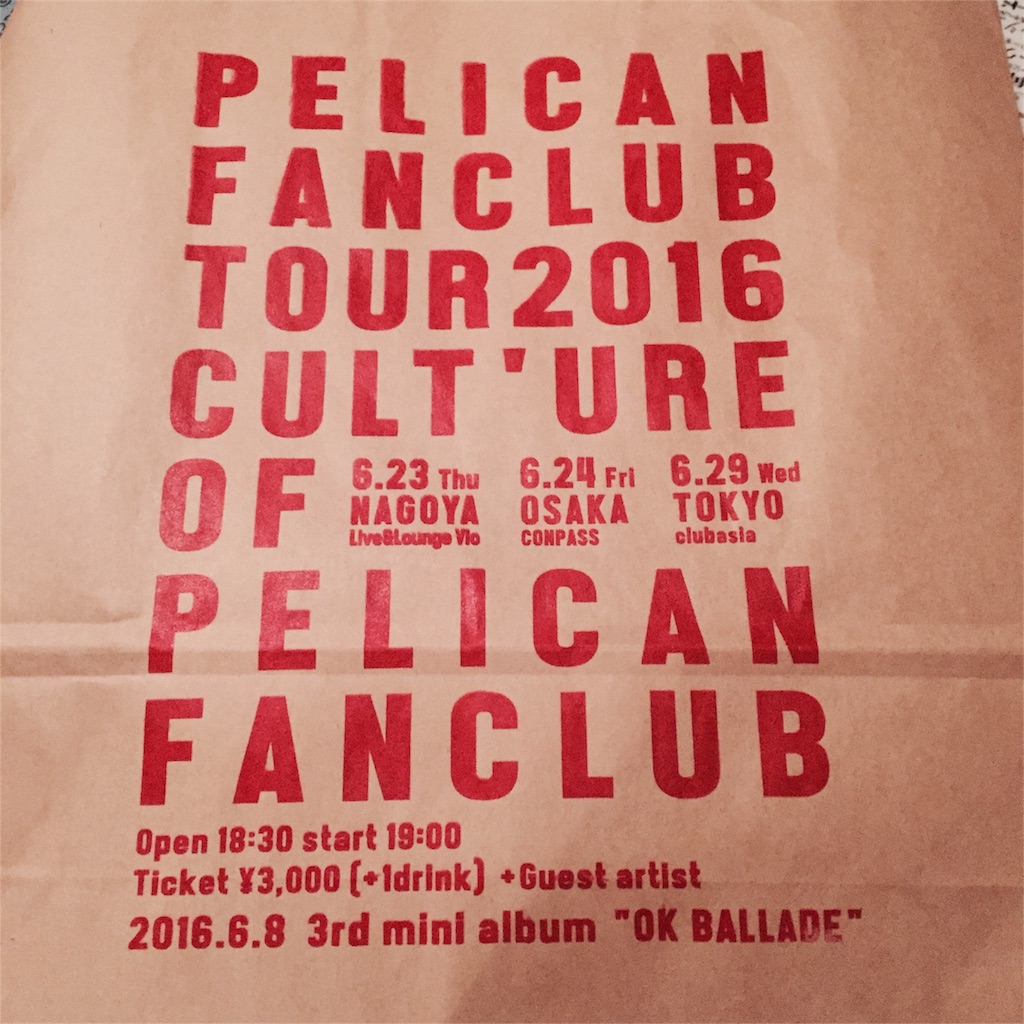 PELICAN
FANCLUB
TOUR2016
CULT'URE
OF
6.23 Thu
NAGOYA
Live&Lounge Vio
6.24 Fri
OSAKA
CONPASS
6.29 Wed
TOKYO
clubasia
PELICAN
FANCLUB
Open 18:30 start 19:00
Ticket ¥3,000 (+1drink) +Guest artist
2016.6.8 3rd mini album "OK BALLADE"